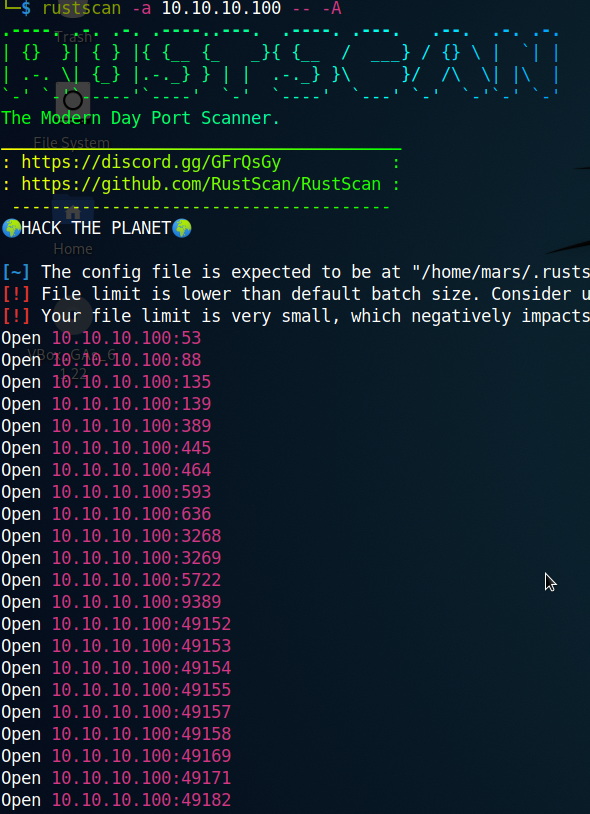 └─$ rustscan -a 10.10.10.100 -- -A
.----. .-. .-. .----..---.  .----. .---.   .--.  .-. .-.
| {}  }| { } |{ {__ {_   _}{ {__  /  ___} / {} \ |  `| |
| .-. \| {_} |.-._} } | |  .-._} }\     }/  /\  \| |\  |
`-' `-'`-----'`----'  `-'  `----'  `---' `-'  `-'`-' `-'
Trash
The Modern Day Port Scanner.
File System
________________________________________
: https://discord.gg/GFrQsGy           :
: https://github.com/RustScan/RustScan :
 --------------------------------------
🌍HACK THE PLANET🌍
Home
[~] The config file is expected to be at "/home/mars/.rusts
[!] File limit is lower than default batch size. Consider u
[!] Your file limit is very small, which negatively impacts
Open 10.10.10.100:53
Open 10.10.10.100:88
Open 10.10.10.100:135
Open 10.10.10.100:139
Open 10.10.10.100:389
Open 10.10.10.100:445
Open 10.10.10.100:464
Open 10.10.10.100:593
Open 10.10.10.100:636
Open 10.10.10.100:3268
Open 10.10.10.100:3269
Open 10.10.10.100:5722
Open 10.10.10.100:9389
Open 10.10.10.100:49152
Open 10.10.10.100:49153
Open 10.10.10.100:49154
Open 10.10.10.100:49155
Open 10.10.10.100:49157
Open 10.10.10.100:49158
Open 10.10.10.100:49169
Open 10.10.10.100:49171
Open 10.10.10.100:49182